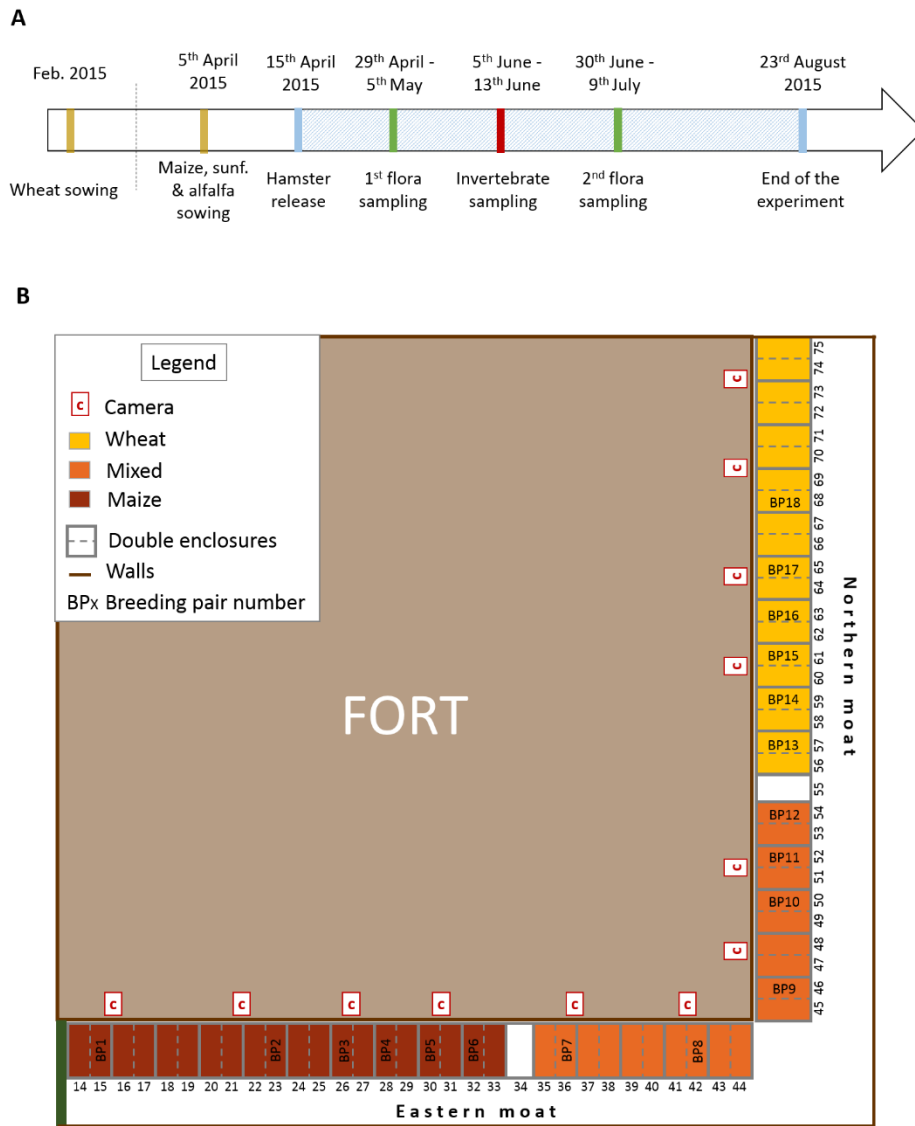 A
Feb. 2015
5th April
2015
15th April
2015
29th April -
5th May
5th June -
13th June
30th June -
9th July
23rd August
2015
Wheat sowing
Maize, sunf.
& alfalfa
sowing
Hamster
release
1st flora
sampling
Invertebrate
sampling
2nd flora
sampling
End of the
experiment
B
Legend
c Camera
Wheat
Mixed
Maize
Double enclosures
Walls
BPx Breeding pair number
FORT
c
c
c
c
c
c
c
c
c
c
c
c
75
74
73
72
71
70
69
BP18 68
67
66
BP17 65
64
BP16 63
62
BP15 61
60
BP14 59
58
BP13 57
56
55
BP12 54
53
BP11 52
51
BP10 50
49
48
47
BP9 46
45
Northern moat
BP1 BP2 BP3 BP4 BP5 BP6 BP7 BP8
14 15 16 17 18 19 20 21 22 23 24 25 26 27 28 29 30 31 32 33 34 35 36 37 38 39 40 41 42 43 44
Eastern moat